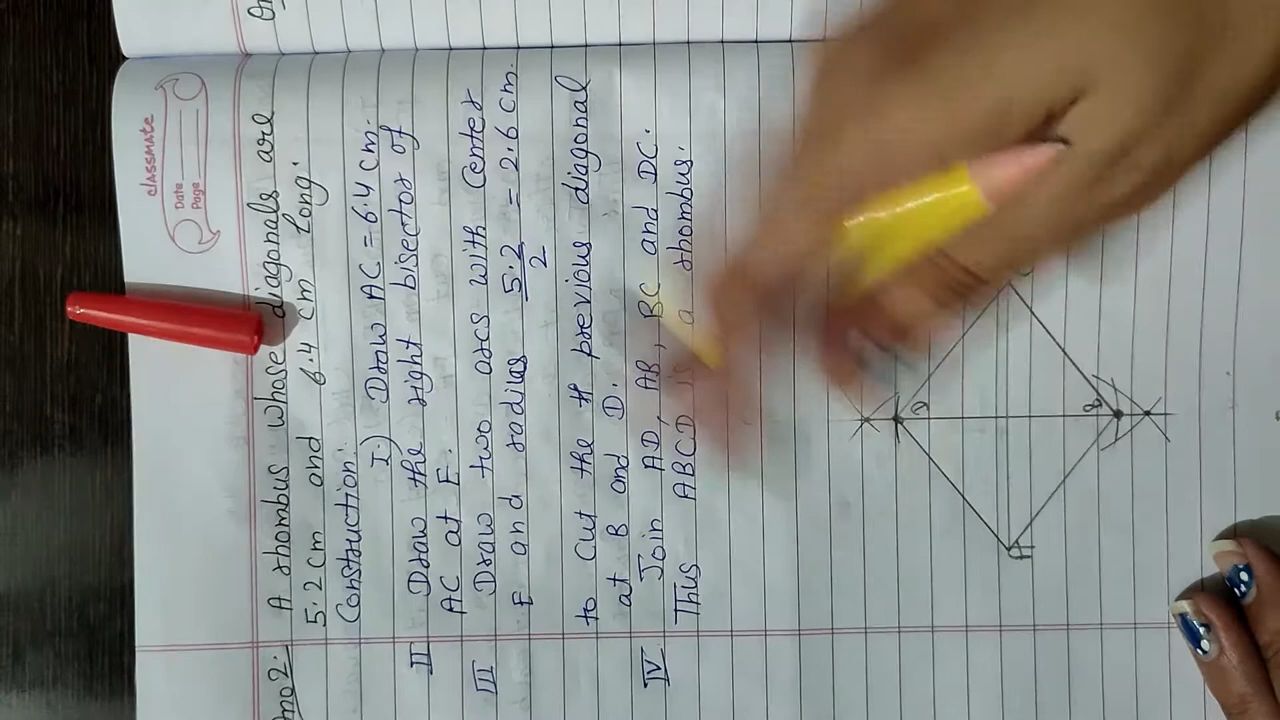 classmate
Date
Page
Qno2. A rhombus whose diagonals are
5.2 cm and 6.4 cm long.
Construction:
I.) Draw AC = 6.4 cm.
II Draw the right bisector of
AC at E.
III Draw two arcs with Center
E and radius 5.2/2 = 2.6 cm.
to cut the # previous diagonal
at B and D.
IV Join AD, AB, BC and DC.
Thus ABCD is a rhombus.
D
B
A